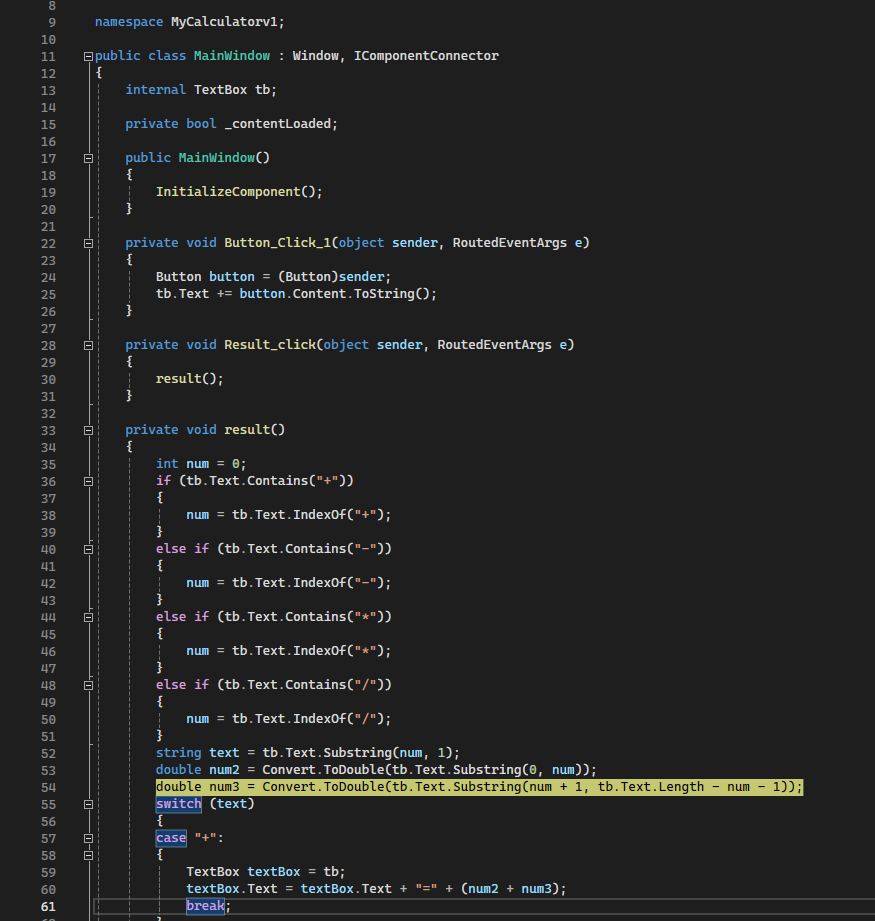 8
9 namespace MyCalculatorv1;
10
11 public class MainWindow : Window, IComponentConnector
12 {
13 internal TextBox tb;
14
15 private bool _contentLoaded;
16
17 public MainWindow()
18 {
19 InitializeComponent();
20 }
21
22 private void Button_Click_1(object sender, RoutedEventArgs e)
23 {
24 Button button = (Button)sender;
25 tb.Text += button.Content.ToString();
26 }
27
28 private void Result_click(object sender, RoutedEventArgs e)
29 {
30 result();
31 }
32
33 private void result()
34 {
35 int num = 0;
36 if (tb.Text.Contains("+"))
37 {
38 num = tb.Text.IndexOf("+");
39 }
40 else if (tb.Text.Contains("-"))
41 {
42 num = tb.Text.IndexOf("-");
43 }
44 else if (tb.Text.Contains("*"))
45 {
46 num = tb.Text.IndexOf("*");
47 }
48 else if (tb.Text.Contains("/"))
49 {
50 num = tb.Text.IndexOf("/");
51 }
52 string text = tb.Text.Substring(num, 1);
53 double num2 = Convert.ToDouble(tb.Text.Substring(0, num));
54 double num3 = Convert.ToDouble(tb.Text.Substring(num + 1, tb.Text.Length - num - 1));
55 switch (text)
56 {
57 case "+":
58 {
59 TextBox textBox = tb;
60 textBox.Text = textBox.Text + "=" + (num2 + num3);
61 break;